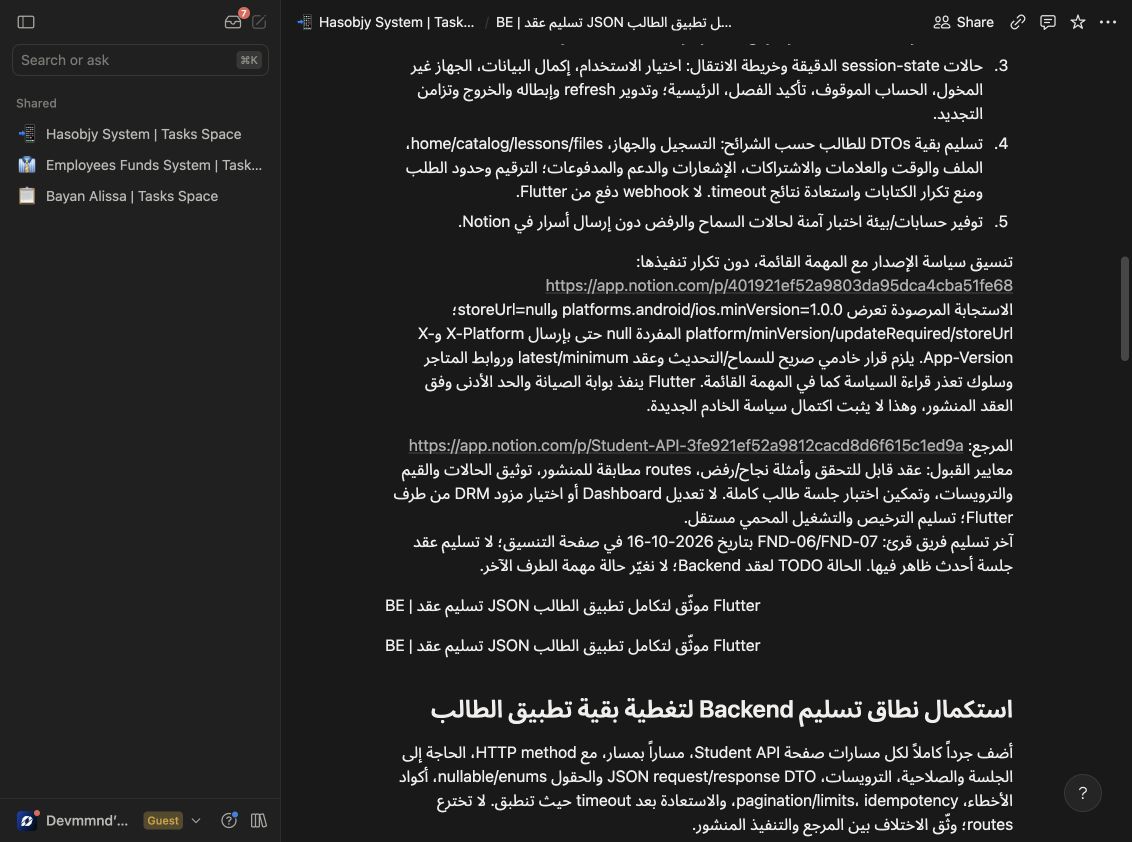 7
Search or ask
⌘K
Shared
Hasobjy System | Tasks Space
Employees Funds System | Task...
Bayan Alissa | Tasks Space
Devmmnd'...
Guest
Hasobjy System | Task...
/
BE | تسليم عقد JSON ل تطبيق الطالب...
Share
3. حالات session-state الدقيقة وخريطة الانتقال: اختيار الاستخدام، إكمال البيانات، الجهاز غير
المخول، الحساب الموقوف، تأكيد الفصل، الرئيسية؛ وتدوير refresh وإبطاله والخروج وتزامن
التجديد.
4. تسليم بقية DTOs للطالب حسب الشرائح: التسجيل والجهاز، home/catalog/lessons/files،
الملف والوقت والعلامات والاشتراكات، الإشعارات والدعم والمدفوعات؛ الترقيم وحدود الطلب
ومنع تكرار الكتابات واستعادة نتائج timeout. لا webhook دفع من Flutter.
5. توفير حسابات/بيئة اختبار آمنة لحالات السماح والرفض دون إرسال أسرار في Notion.
تنسيق سياسة الإصدار مع المهمة القائمة، دون تكرار تنفيذها:
https://app.notion.com/p/401921ef52a9803da95dca4cba51fe68
الاستجابة المرصودة تعرض platforms.android/ios.minVersion=1.0.0 وstoreUrl=null؛
platform/minVersion/updateRequired/storeUrl المفردة null حتى بإرسال X-Platform و-X
App-Version. يلزم قرار خادمي صريح للسماح/التحديث وعقد latest/minimum وروابط المتاجر
وسلوك تعذر قراءة السياسة كما في المهمة القائمة. Flutter ينفذ بوابة الصيانة والحد الأدنى وفق
العقد المنشور، وهذا لا يثبت اكتمال سياسة الخادم الجديدة.
المرجع: https://app.notion.com/p/Student-API-3fe921ef52a9812cacd8d6f615c1ed9a
معايير القبول: عقد قابل للتحقق وأمثلة نجاح/رفض، routes مطابقة للمنشور، توثيق الحالات والقيم
والترويسات، وتمكين اختبار جلسة طالب كاملة. لا تعديل Dashboard أو اختيار مزود DRM من طرف
Flutter؛ تسليم الترخيص والتشغيل المحمي مستقل.
آخر تسليم فريق قرئ: FND-06/FND-07 بتاريخ 2026-10-16 في صفحة التنسيق؛ لا تسليم عقد
جلسة أحدث ظاهر فيها. الحالة TODO لعقد Backend؛ لا نغيّر حالة مهمة الطرف الآخر.
BE | تسليم عقد JSON موثّق لتكامل تطبيق الطالب Flutter
BE | تسليم عقد JSON موثّق لتكامل تطبيق الطالب Flutter
استكمال نطاق تسليم Backend لتغطية بقية تطبيق الطالب
أضف جرداً كاملاً لكل مسارات صفحة Student API، مساراً بمسار، مع HTTP method، الحاجة إلى
الجلسة والصلاحية، الترويسات، JSON request/response DTO والحقول nullable/enums، أكواد
الأخطاء، pagination/limits، idempotency، والاستعادة بعد timeout حيث تنطبق. لا تخترع
routes؛ وثّق الاختلاف بين المرجع والتنفيذ المنشور.
?